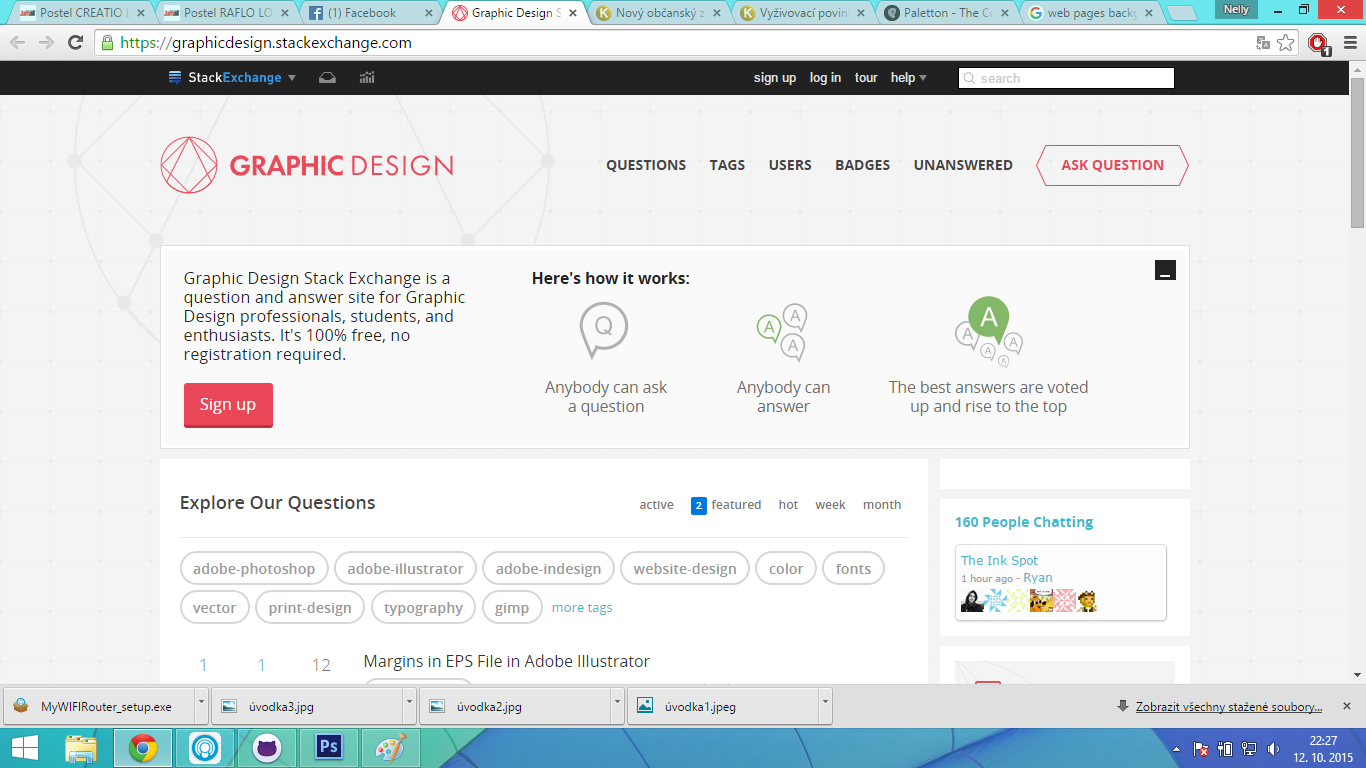 Postel CREATIO L
Postel RAFLO LO
(1) Facebook
Graphic Design S
Nový občanský z
Vyživovací povin
Paletton - The Co
web pages backg
Nelly
https://graphicdesign.stackexchange.com
1
StackExchange
sign up log in tour help
search
GRAPHIC DESIGN
QUESTIONS TAGS USERS BADGES UNANSWERED ASK QUESTION
Graphic Design Stack Exchange is a
question and answer site for Graphic
Design professionals, students, and
enthusiasts. It's 100% free, no
registration required.
Sign up
Here's how it works:
Q
A A A
A A A A A
Anybody can ask
a question
Anybody can
answer
The best answers are voted
up and rise to the top
Explore Our Questions
active 2 featured hot week month
adobe-photoshop adobe-illustrator adobe-indesign website-design color fonts
vector print-design typography gimp more tags
1 1 12 Margins in EPS File in Adobe Illustrator
160 People Chatting
The Ink Spot
1 hour ago - Ryan
MyWIFIRouter_setup.exe
úvodka3.jpg
úvodka2.jpg
úvodka1.jpeg
Zobrazit všechny stažené soubory...
Ps
22:27
12. 10. 2015